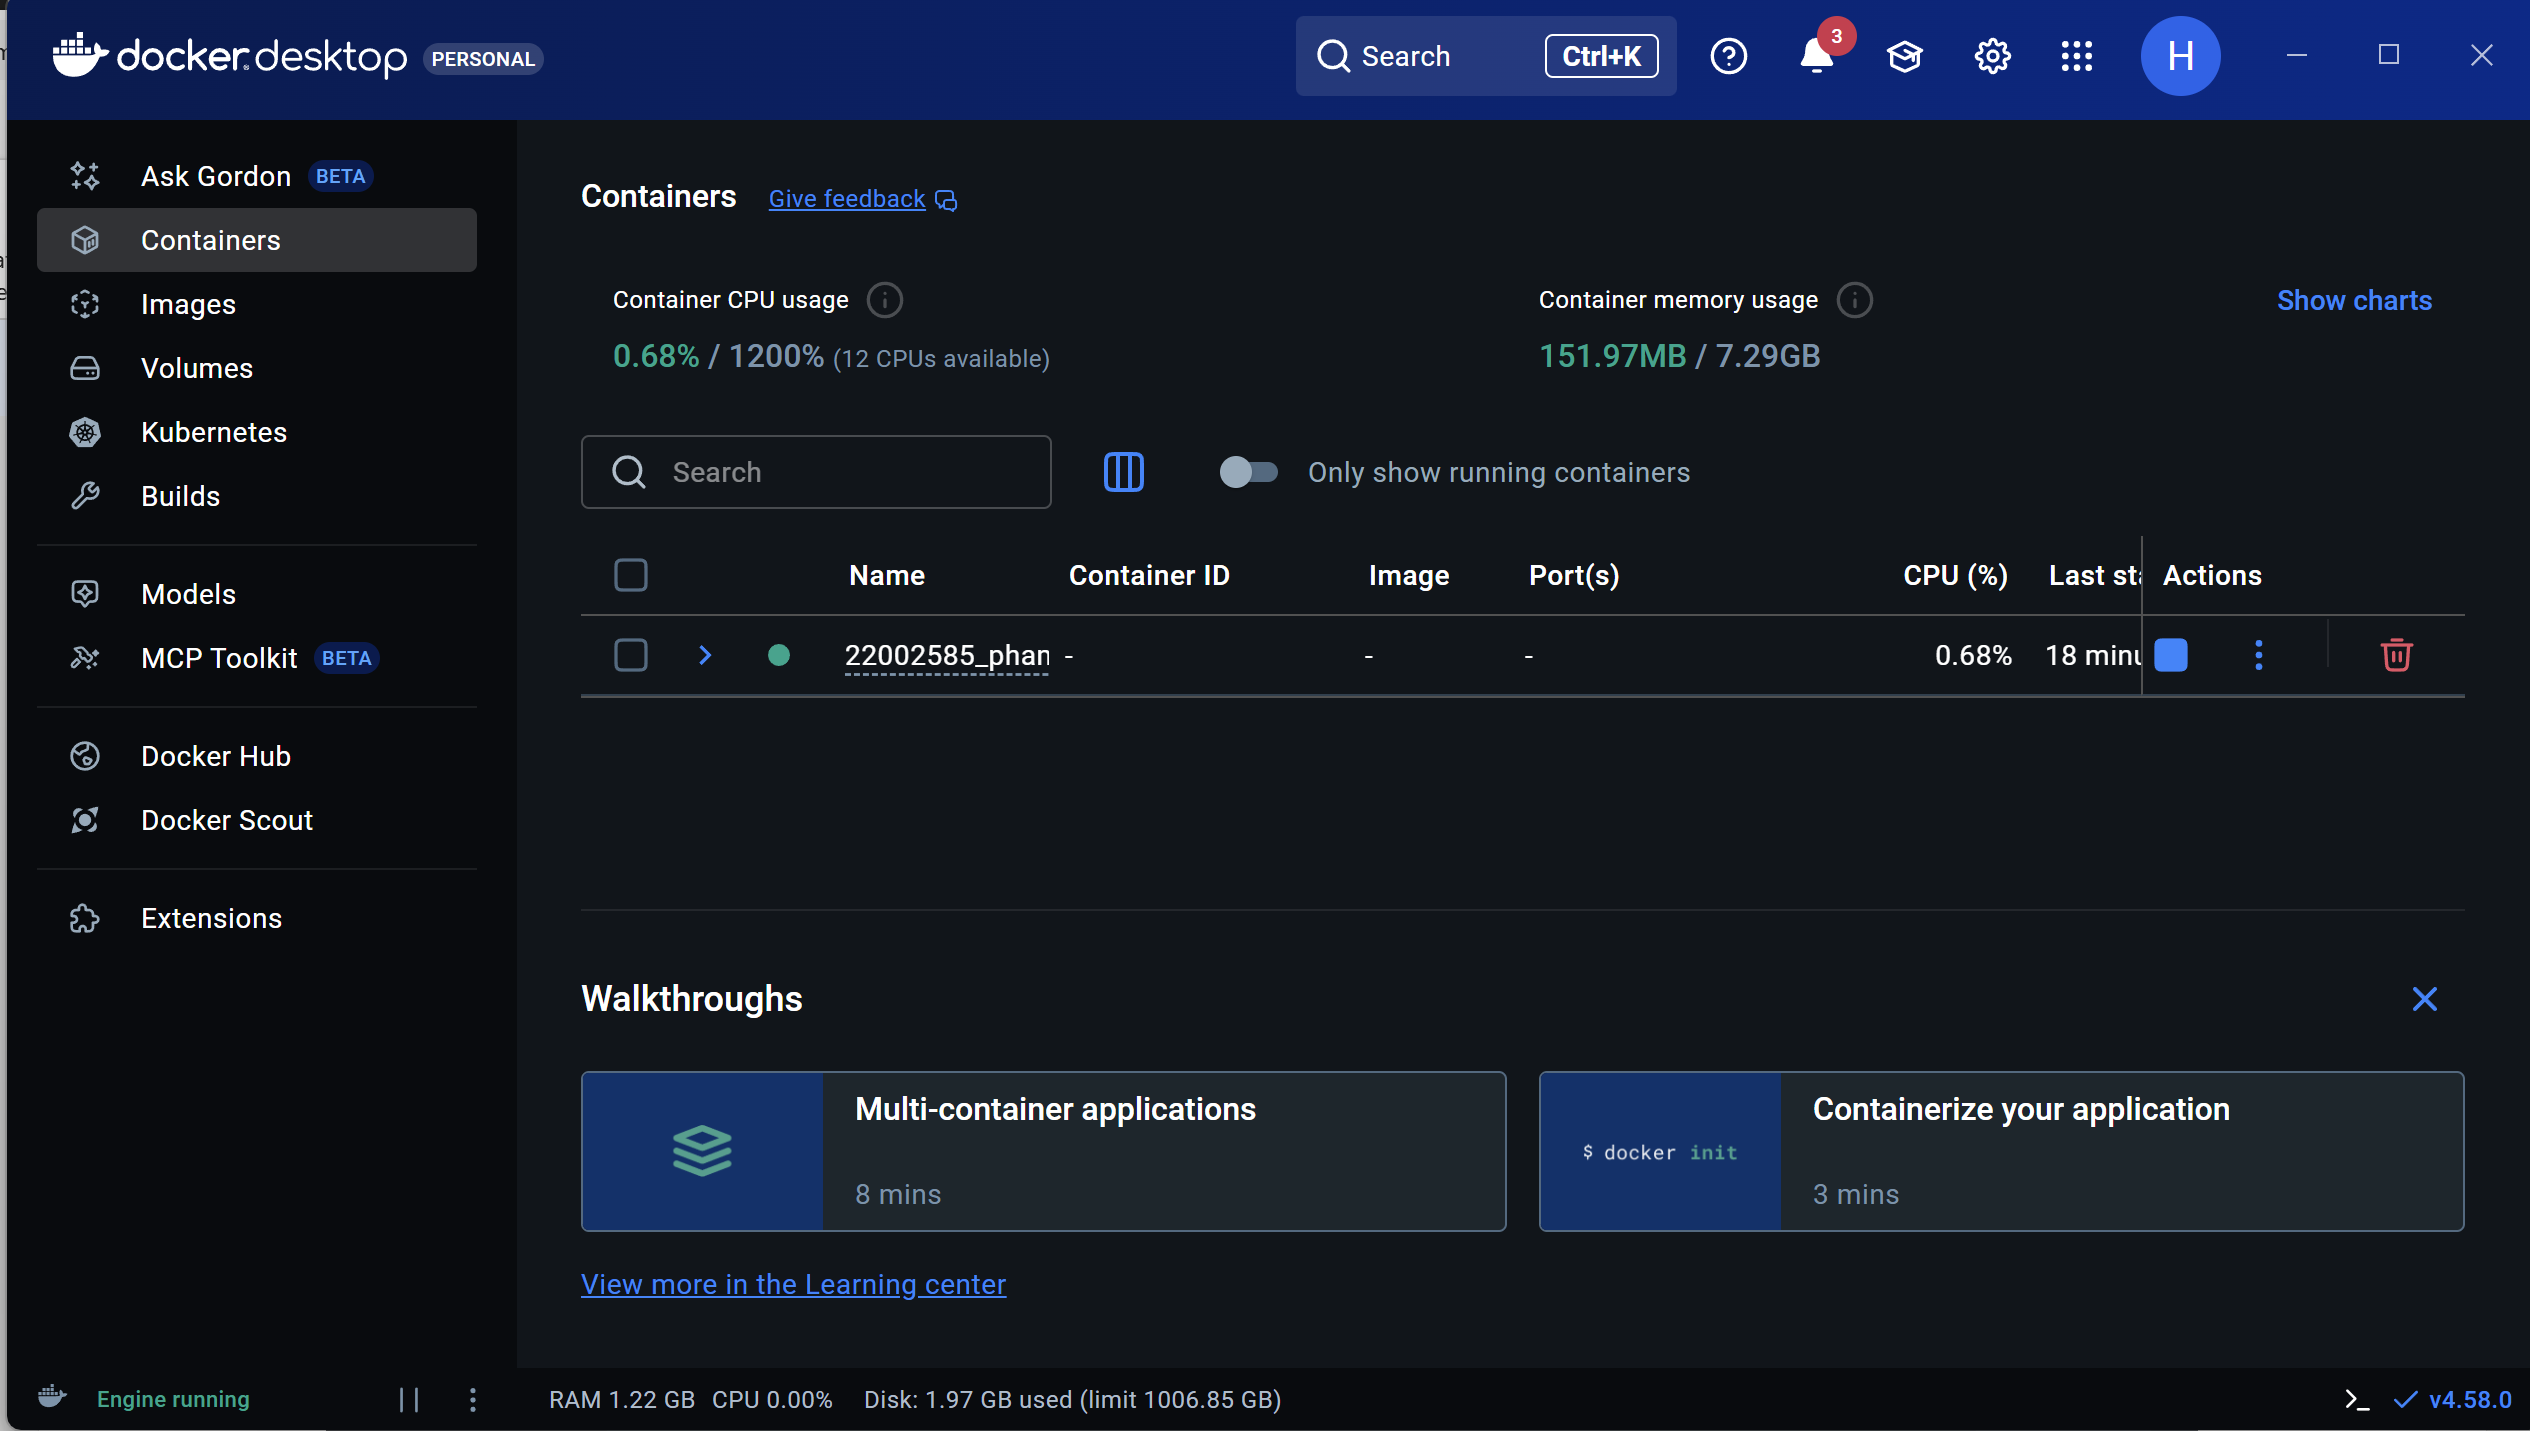 docker desktop PERSONAL
Search Ctrl+K
3
H
Ask Gordon BETA
Containers
Images
Volumes
Kubernetes
Builds
Models
MCP Toolkit BETA
Docker Hub
Docker Scout
Extensions
Containers Give feedback
Container CPU usage
0.68% / 1200% (12 CPUs available)
Container memory usage
151.97MB / 7.29GB
Show charts
Search
Only show running containers
Name Container ID Image Port(s) CPU (%) Last sta Actions
22002585_phan - - - 0.68% 18 minu
Walkthroughs
Multi-container applications
8 mins
$ docker init
Containerize your application
3 mins
View more in the Learning center
Engine running
RAM 1.22 GB CPU 0.00% Disk: 1.97 GB used (limit 1006.85 GB)
v4.58.0